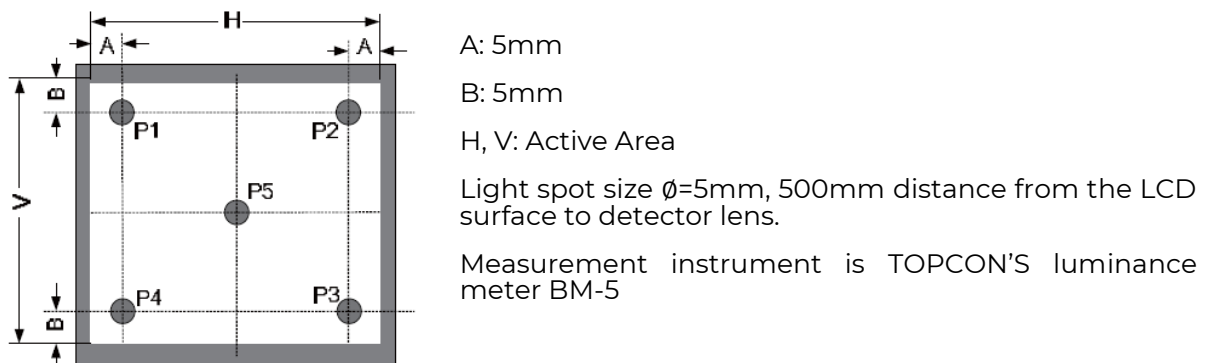 H
A
A
A: 5mm
B
B: 5mm
P1
P2
H, V: Active Area
P5
Light spot size Ø=5mm, 500mm distance from the LCD
surface to detector lens.
V
Measurement instrument is TOPCON’S luminance
meter BM-5
P4
P3
B